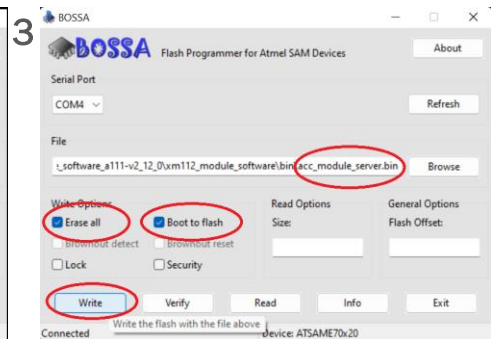 3
BOSSA
BOSSA Flash Programmer for Atmel SAM Devices
About
Serial Port
COM4
Refresh
File
:_software_a111-v2_12_0\xm112_module_software\bin\acc_module_server.bin
Browse
Write Options
Read Options
General Options
Erase all
Boot to flash
Size:
Flash Offset:
Brownout detect
Brownout reset
Lock
Security
Write
Verify
Read
Info
Exit
Write the flash with the file above
Connected
Device: ATSAME70x20